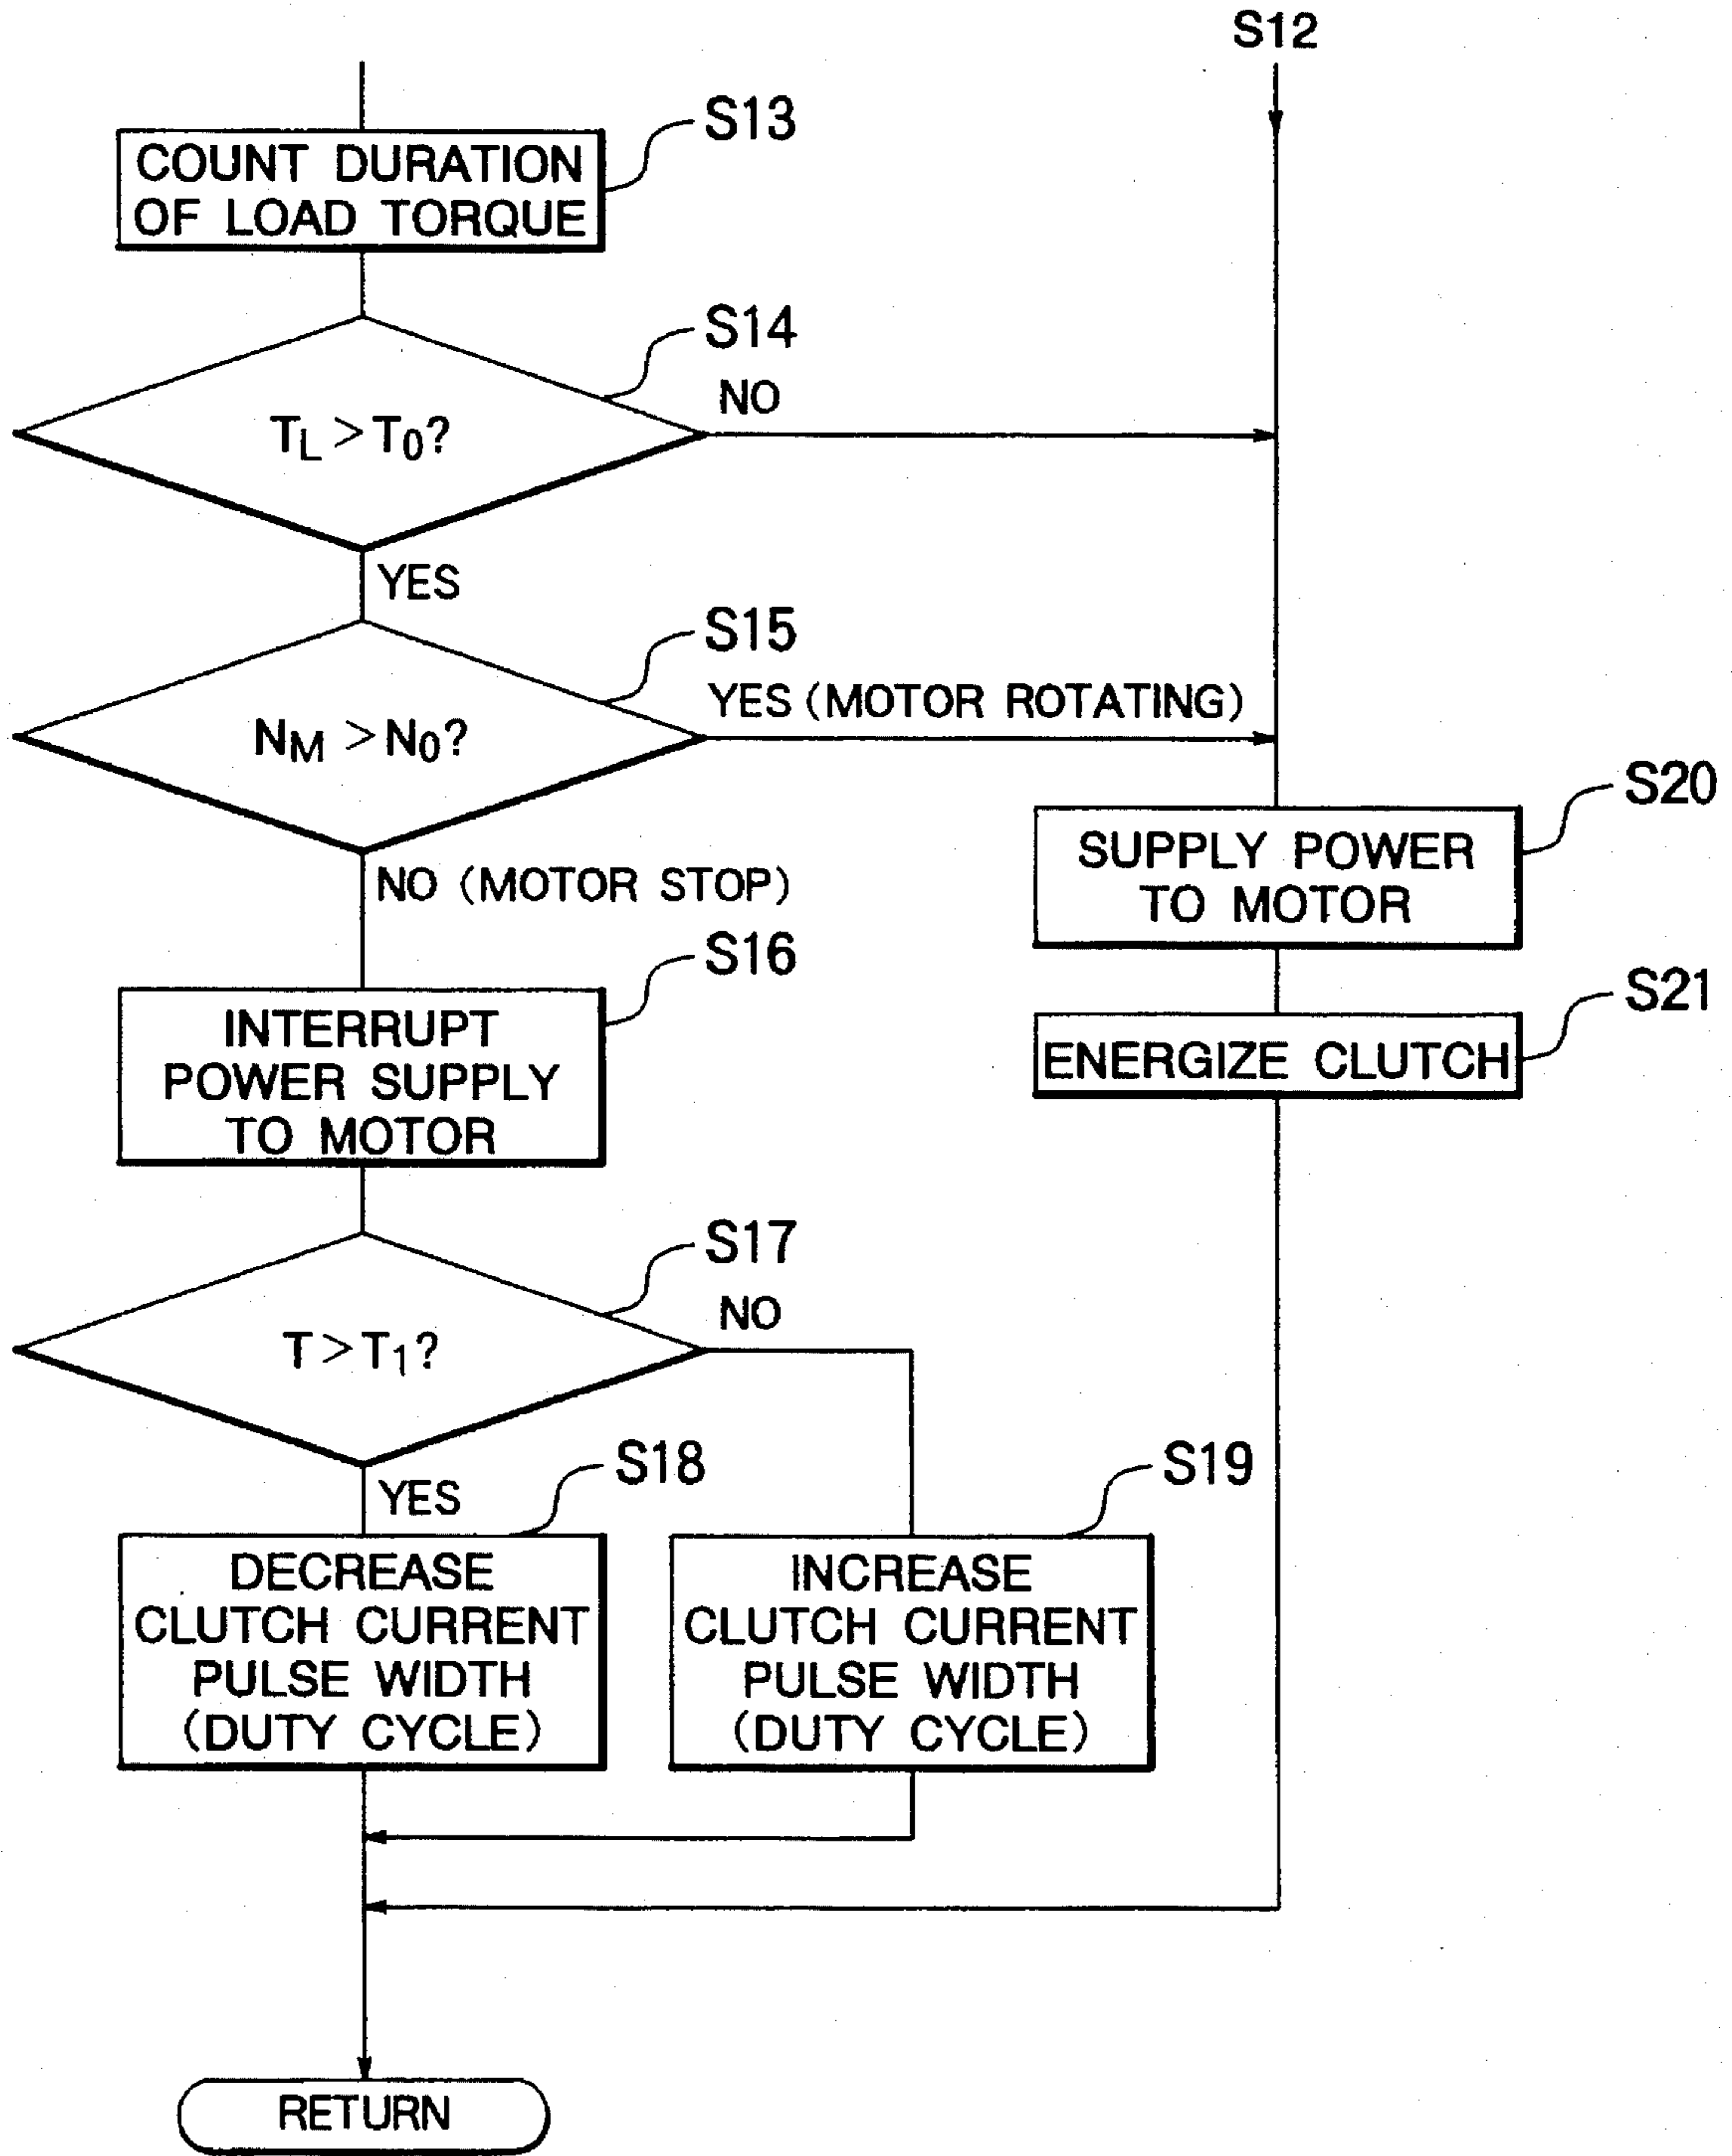 S12
S13
COUNT DURATION
OF LOAD TORQUE
S14
NO
TL > T0?
YES
S15
YES (MOTOR ROTATING)
NM > N0?
NO (MOTOR STOP)
S20
SUPPLY POWER
TO MOTOR
S16
INTERRUPT
POWER SUPPLY
TO MOTOR
S21
ENERGIZE CLUTCH
S17
NO
T > T1?
YES
S18
DECREASE
CLUTCH CURRENT
PULSE WIDTH
(DUTY CYCLE)
S19
INCREASE
CLUTCH CURRENT
PULSE WIDTH
(DUTY CYCLE)
RETURN